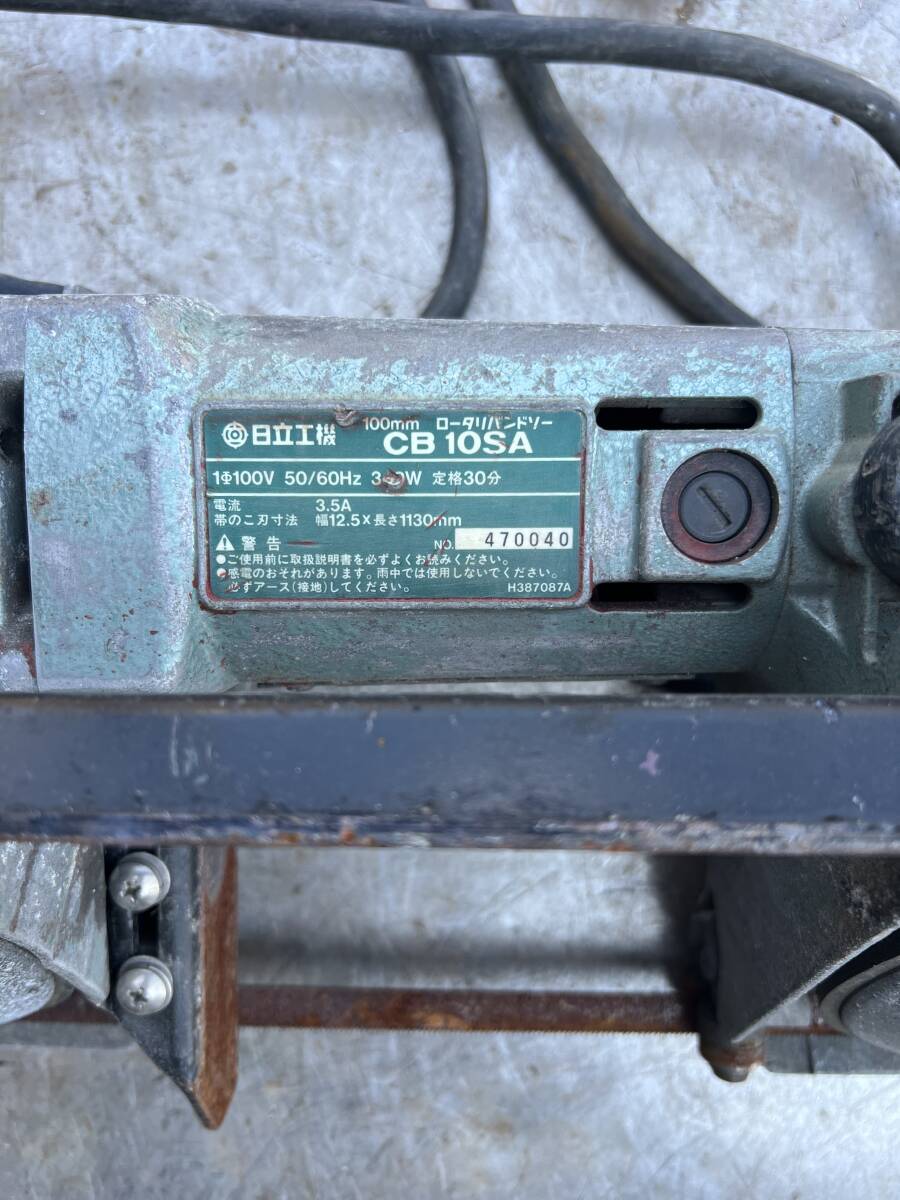 日立工機 100mm ロータリバンドソー
CB 10SA
1Φ100V 50/60Hz 定格30分
電流 3.5A
帯のこ刃寸法 幅12.5×長さ1130mm
警告 NO. 470040
●ご使用前に取扱説明書を必ずよくお読みください。
●感電のおそれがあります。雨中では使用しないでください。
必ずアース(接地)してください。 H387087A